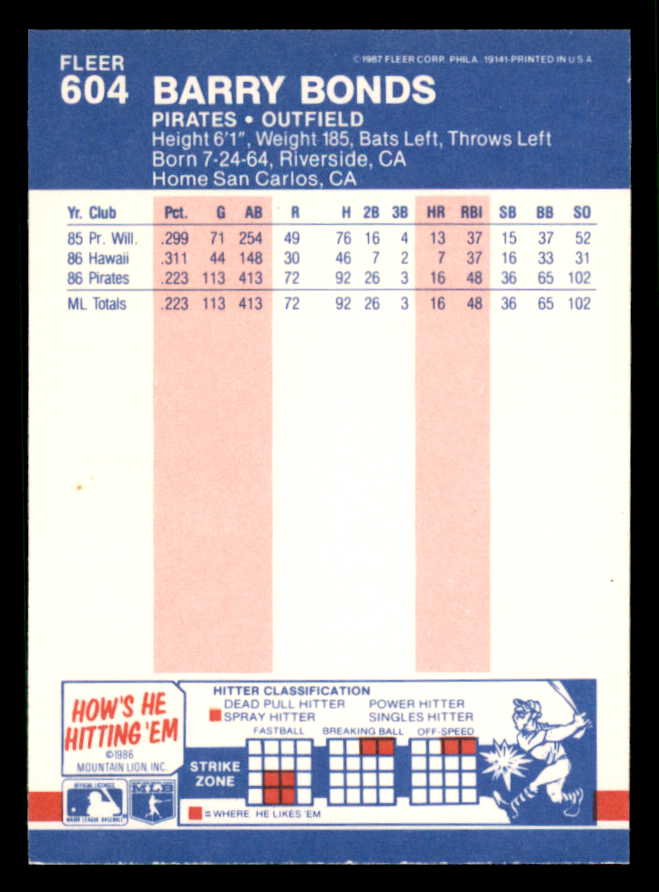 FLEER
604 BARRY BONDS
©1987 FLEER CORP. PHILA. 19141-PRINTED IN U S A
PIRATES • OUTFIELD
Height 6'1", Weight 185, Bats Left, Throws Left
Born 7-24-64, Riverside, CA
Home San Carlos, CA
Yr. Club Pct. G AB R H 2B 3B HR RBI SB BB SO
85 Pr. Will. .299 71 254 49 76 16 4 13 37 15 37 52
86 Hawaii .311 44 148 30 46 7 2 7 37 16 33 31
86 Pirates .223 113 413 72 92 26 3 16 48 36 65 102
ML Totals .223 113 413 72 92 26 3 16 48 36 65 102
HOW'S HE
HITTING 'EM
©1986
MOUNTAIN LION, INC.
OFFICIAL LICENSEE
MAJOR LEAGUE BASEBALL
MLB
HITTER CLASSIFICATION
DEAD PULL HITTER POWER HITTER
SPRAY HITTER SINGLES HITTER
FASTBALL BREAKING BALL OFF-SPEED
STRIKE
ZONE
= WHERE HE LIKES 'EM